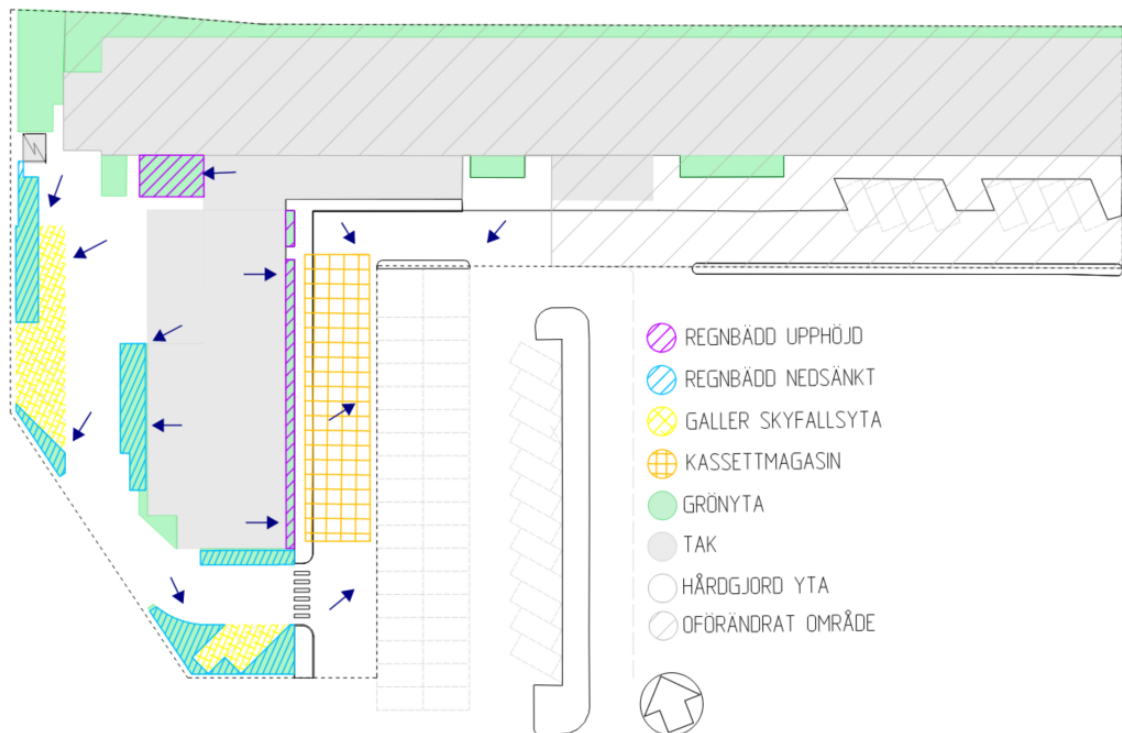 REGNBÄDD UPPHÖJD
REGNBÄDD NEDSÄNKT
GALLER SKYFALLSYTA
KASSETTMAGASIN
GRÖNYTA
TAK
HÅRDGJORD YTA
OFÖRÄNDRAT OMRÅDE